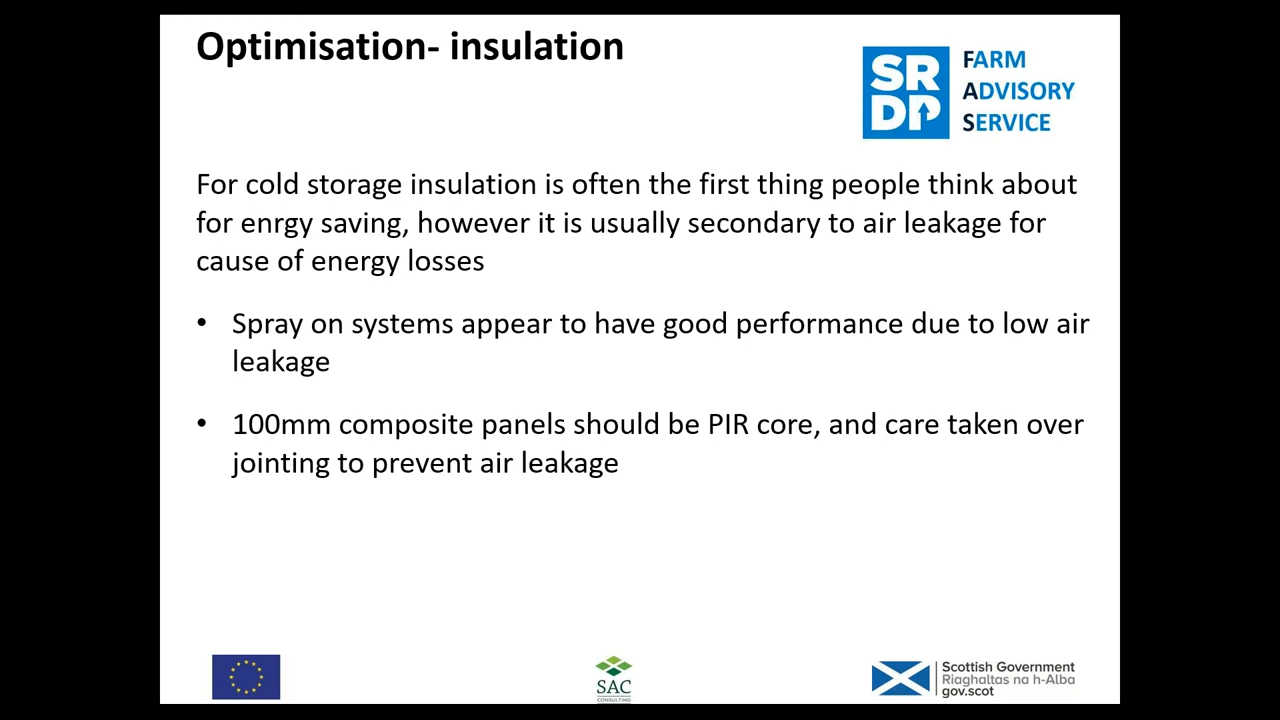 Optimisation- insulation
SRDP
FARM
ADVISORY
SERVICE
For cold storage insulation is often the first thing people think about
for enrgy saving, however it is usually secondary to air leakage for
cause of energy losses
• Spray on systems appear to have good performance due to low air
leakage
• 100mm composite panels should be PIR core, and care taken over
jointing to prevent air leakage
SAC
CONSULTING
Scottish Government
Riaghaltas na h-Alba
gov.scot